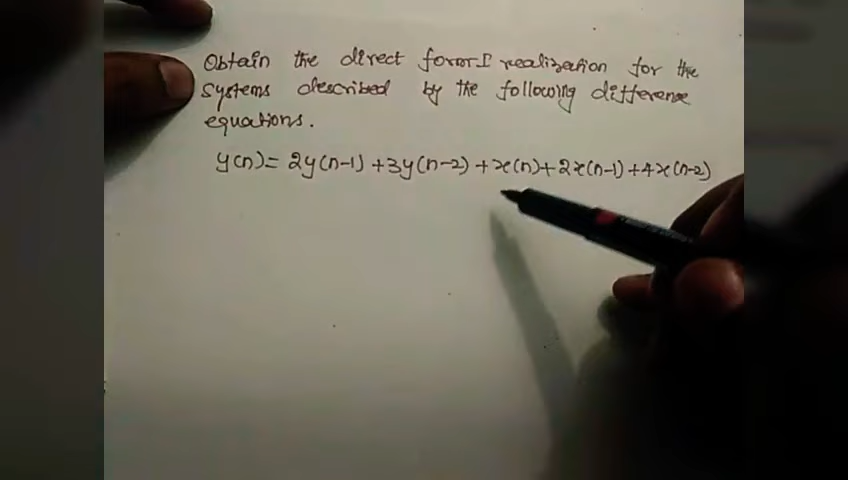 Obtain the direct form-I realization for the
systems described by the following difference
equations.
y(n)= 2y(n-1) +3y(n-2) +x(n)+ 2x(n-1) +4x(n-2)